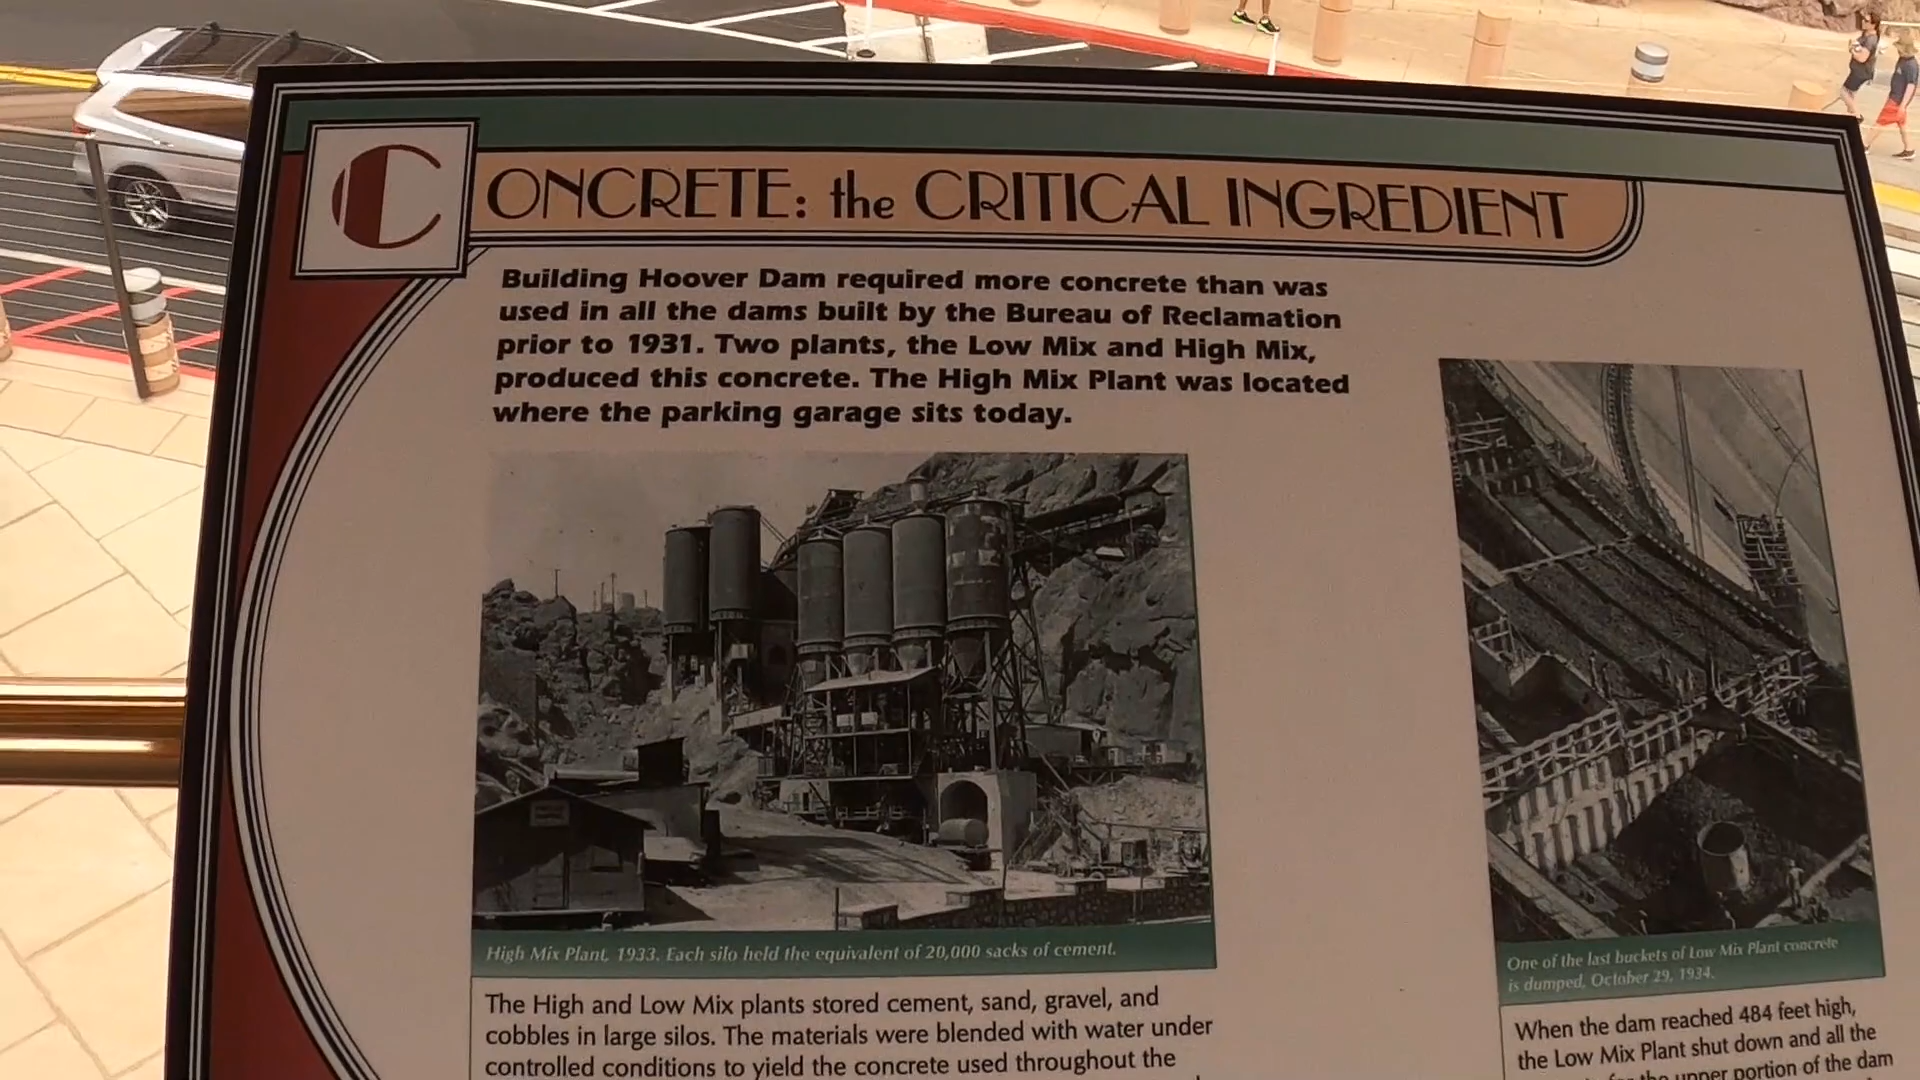 CONCRETE: the CRITICAL INGREDIENT
Building Hoover Dam required more concrete than was
used in all the dams built by the Bureau of Reclamation
prior to 1931. Two plants, the Low Mix and High Mix,
produced this concrete. The High Mix Plant was located
where the parking garage sits today.
High Mix Plant, 1933. Each silo held the equivalent of 20,000 sacks of cement.
The High and Low Mix plants stored cement, sand, gravel, and
cobbles in large silos. The materials were blended with water under
controlled conditions to yield the concrete used throughout the
One of the last buckets of Low Mix Plant concrete
is dumped, October 29, 1934.
When the dam reached 484 feet high,
the Low Mix Plant shut down and all the
the upper portion of the dam